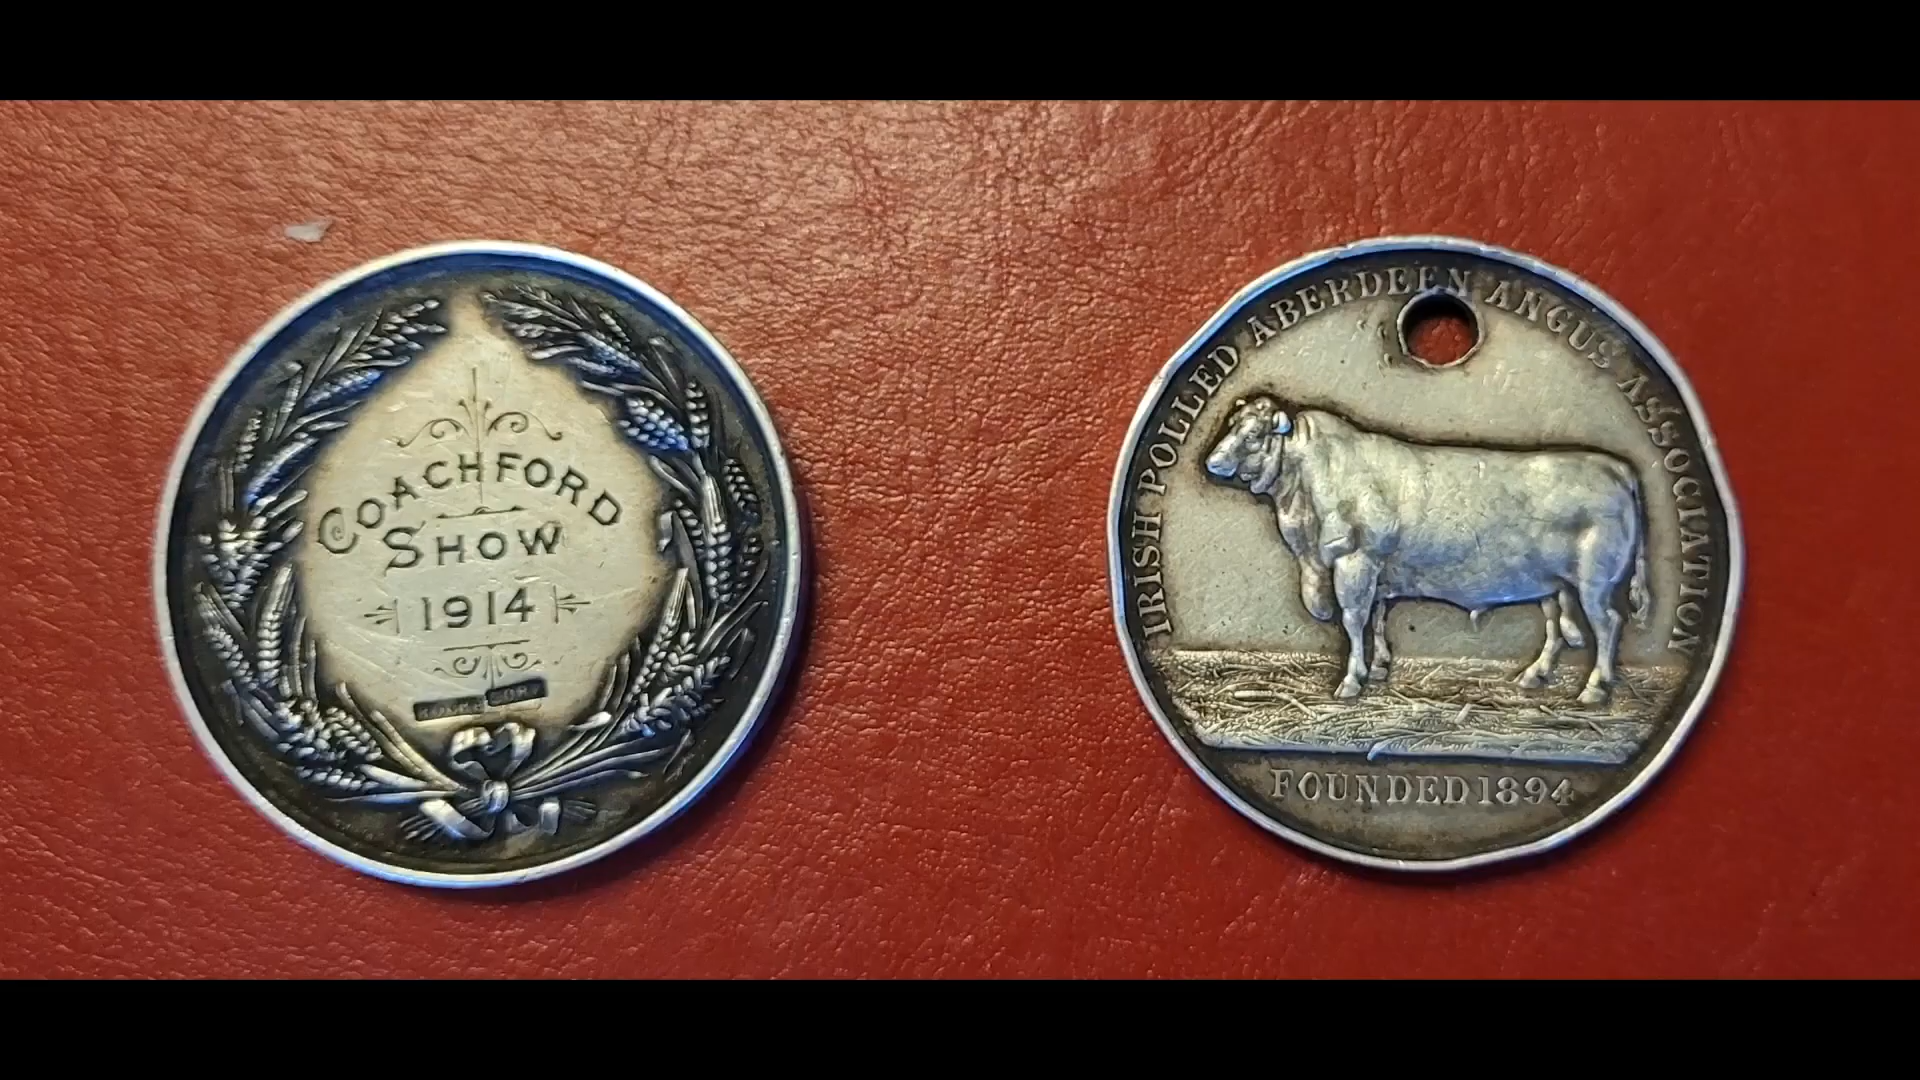 COACHFORD
SHOW
1914
IRISH POLLED ABERDEEN ANGUS ASSOCIATION
FOUNDED 1894